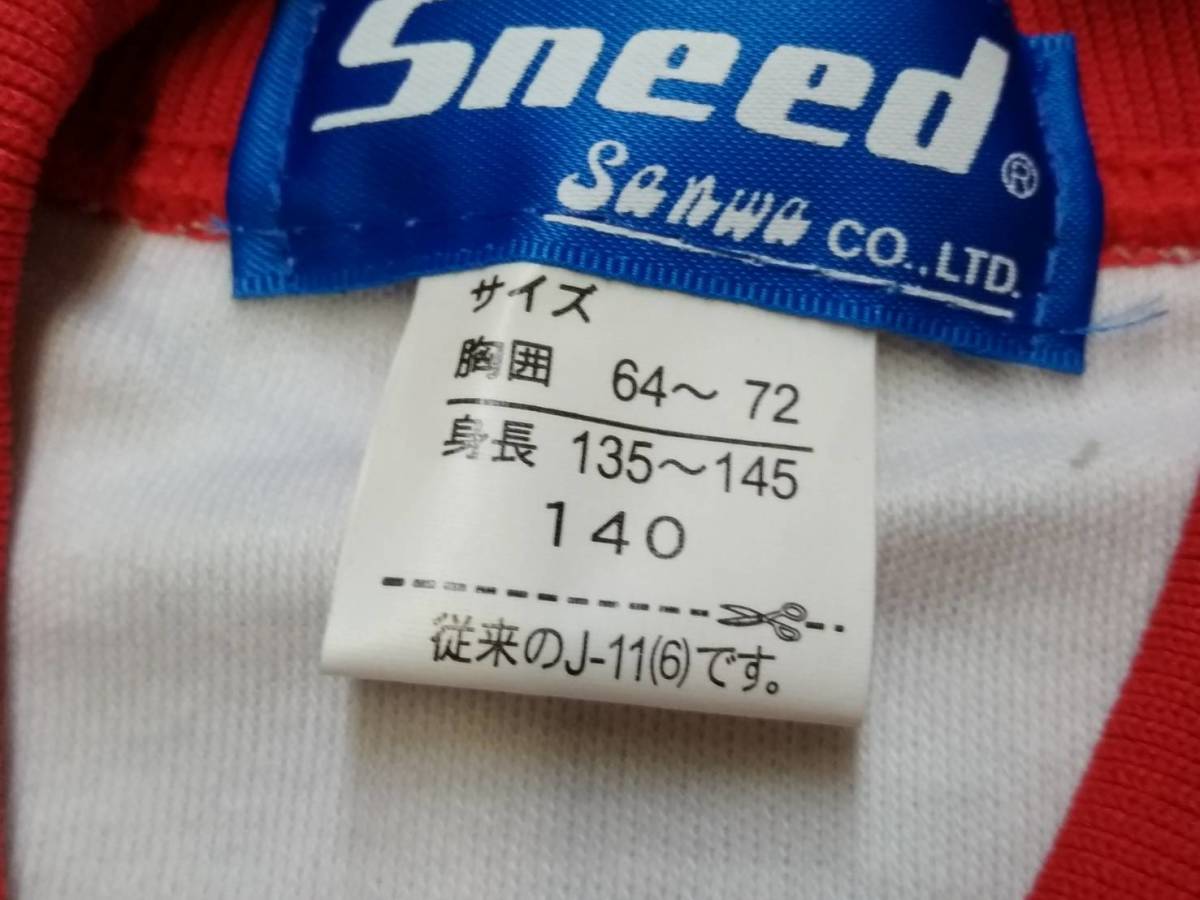 Sneed®
Sanwa CO., LTD.
サイズ
胸囲 64～72
身長 135～145
140
従来のJ-11(6)です。